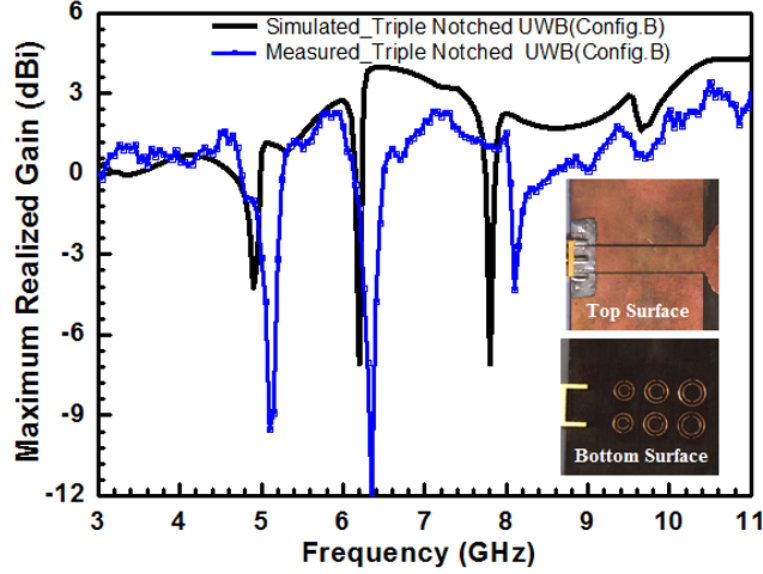 Simulated_Triple Notched UWB(Config.B)
Measured_Triple Notched UWB(Config.B)
Maximum Realized Gain (dBi)
6
3
0
-3
-6
-9
-12
Top Surface
Bottom Surface
3 4 5 6 7 8 9 10 11
Frequency (GHz)